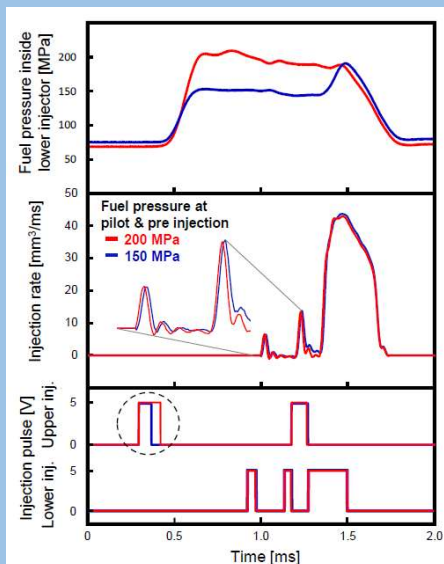 Fuel pressure inside
lower injector [MPa]
200
150
100
50
50
Injection rate [mm³/ms]
40
30
20
10
0
Fuel pressure at
pilot & pre injection
200 MPa
150 MPa
Injection pulse [V]
Upper inj.
Lower inj.
5
0
5
0
0
0.5
1.0
1.5
2.0
Time [ms]